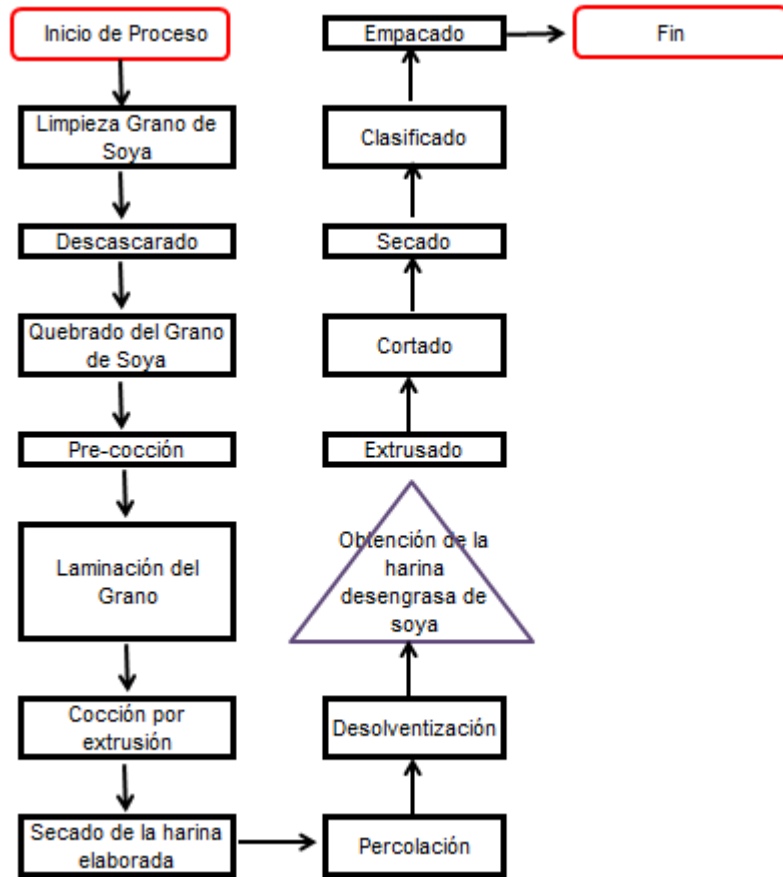 Inicio de Proceso
Limpieza Grano de
Soya
Descascarado
Quebrado del Grano
de Soya
Pre-cocción
Laminación del
Grano
Cocción por
extrusión
Secado de la harina
elaborada
Percolación
Desolventización
Obtención de la
harina
desengrasa de
soya
Extrusado
Cortado
Secado
Clasificado
Empacado
Fin